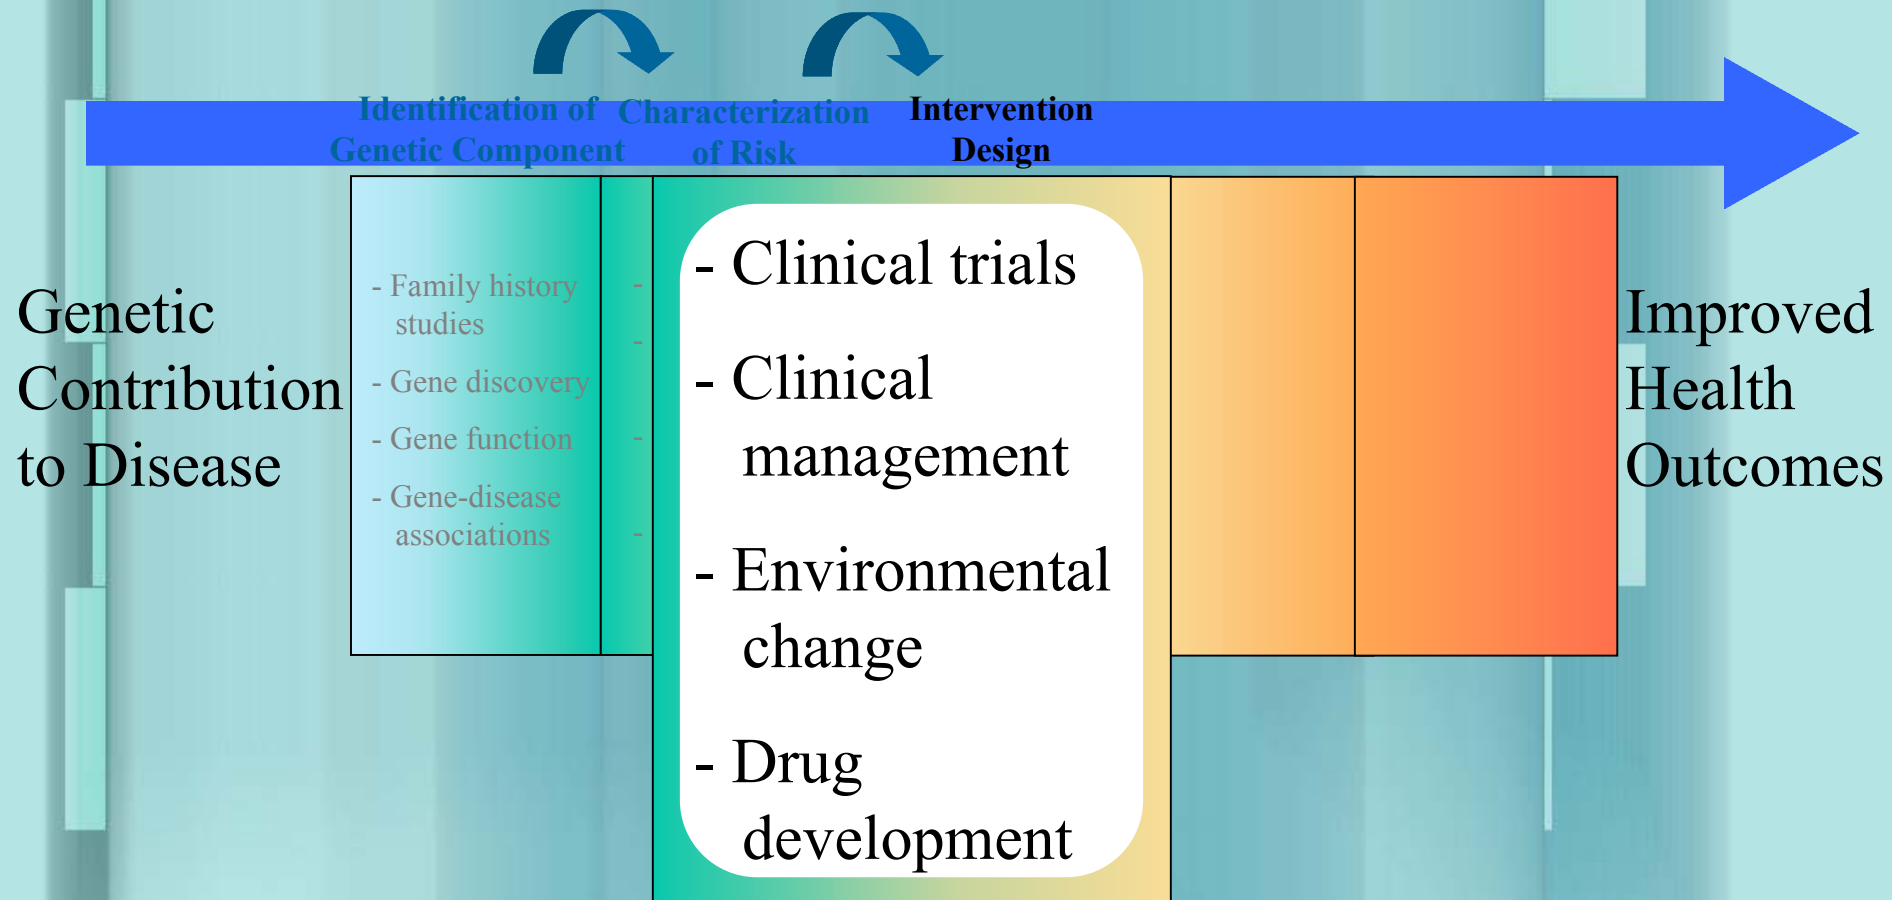 Identification of
Genetic Component
Characterization
of Risk
Intervention
Design
Genetic
Contribution
to Disease
- Family history
studies
- Gene discovery
- Gene function
- Gene-disease
associations
-
-
-
-
- Clinical trials
- Clinical
management
- Environmental
change
- Drug
development
Improved
Health
Outcomes